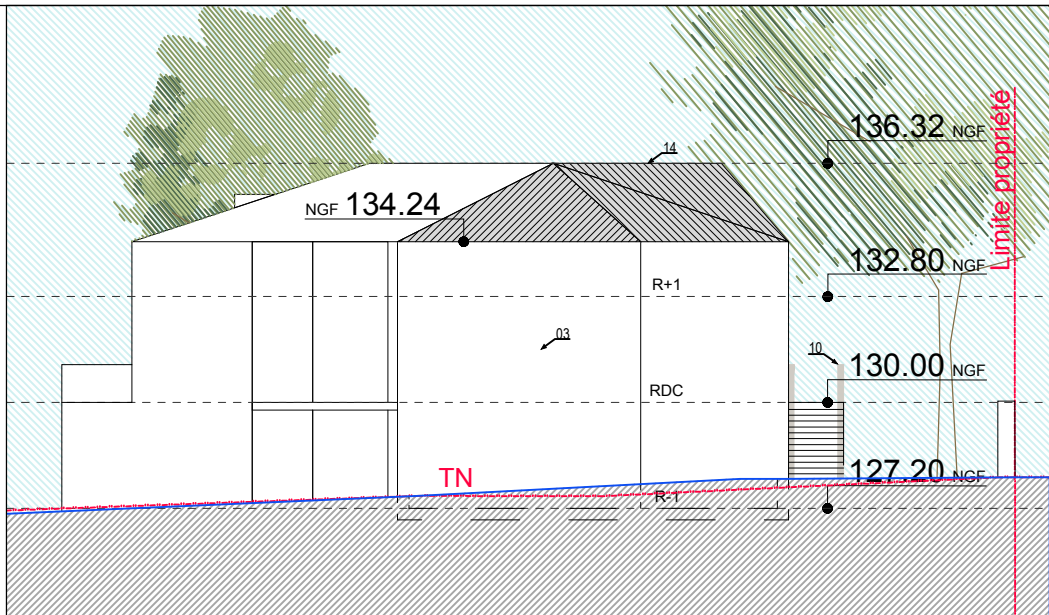 136.32 NGF
14
Limite propriété
NGF 134.24
132.80 NGF
R+1
03
10
130.00 NGF
RDC
TN
127.20 NGF
R-1